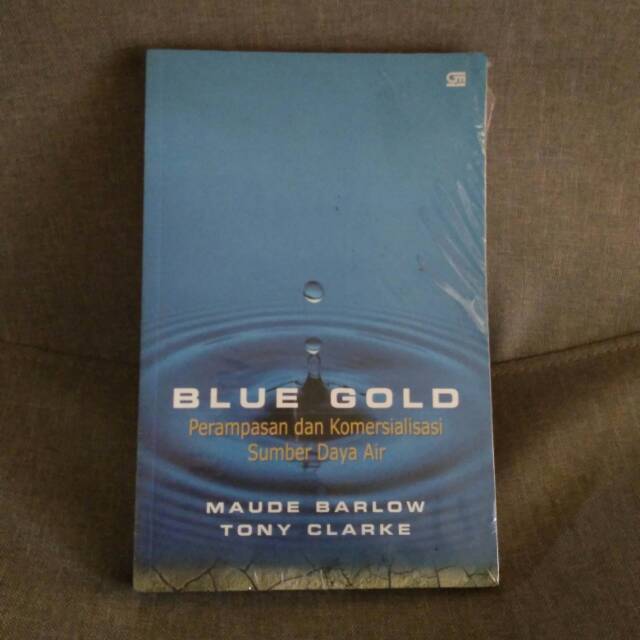 BLUE GOLD
Perampasan dan Komersialisasi
Sumber Daya Air
MAUDE BARLOW
TONY CLARKE